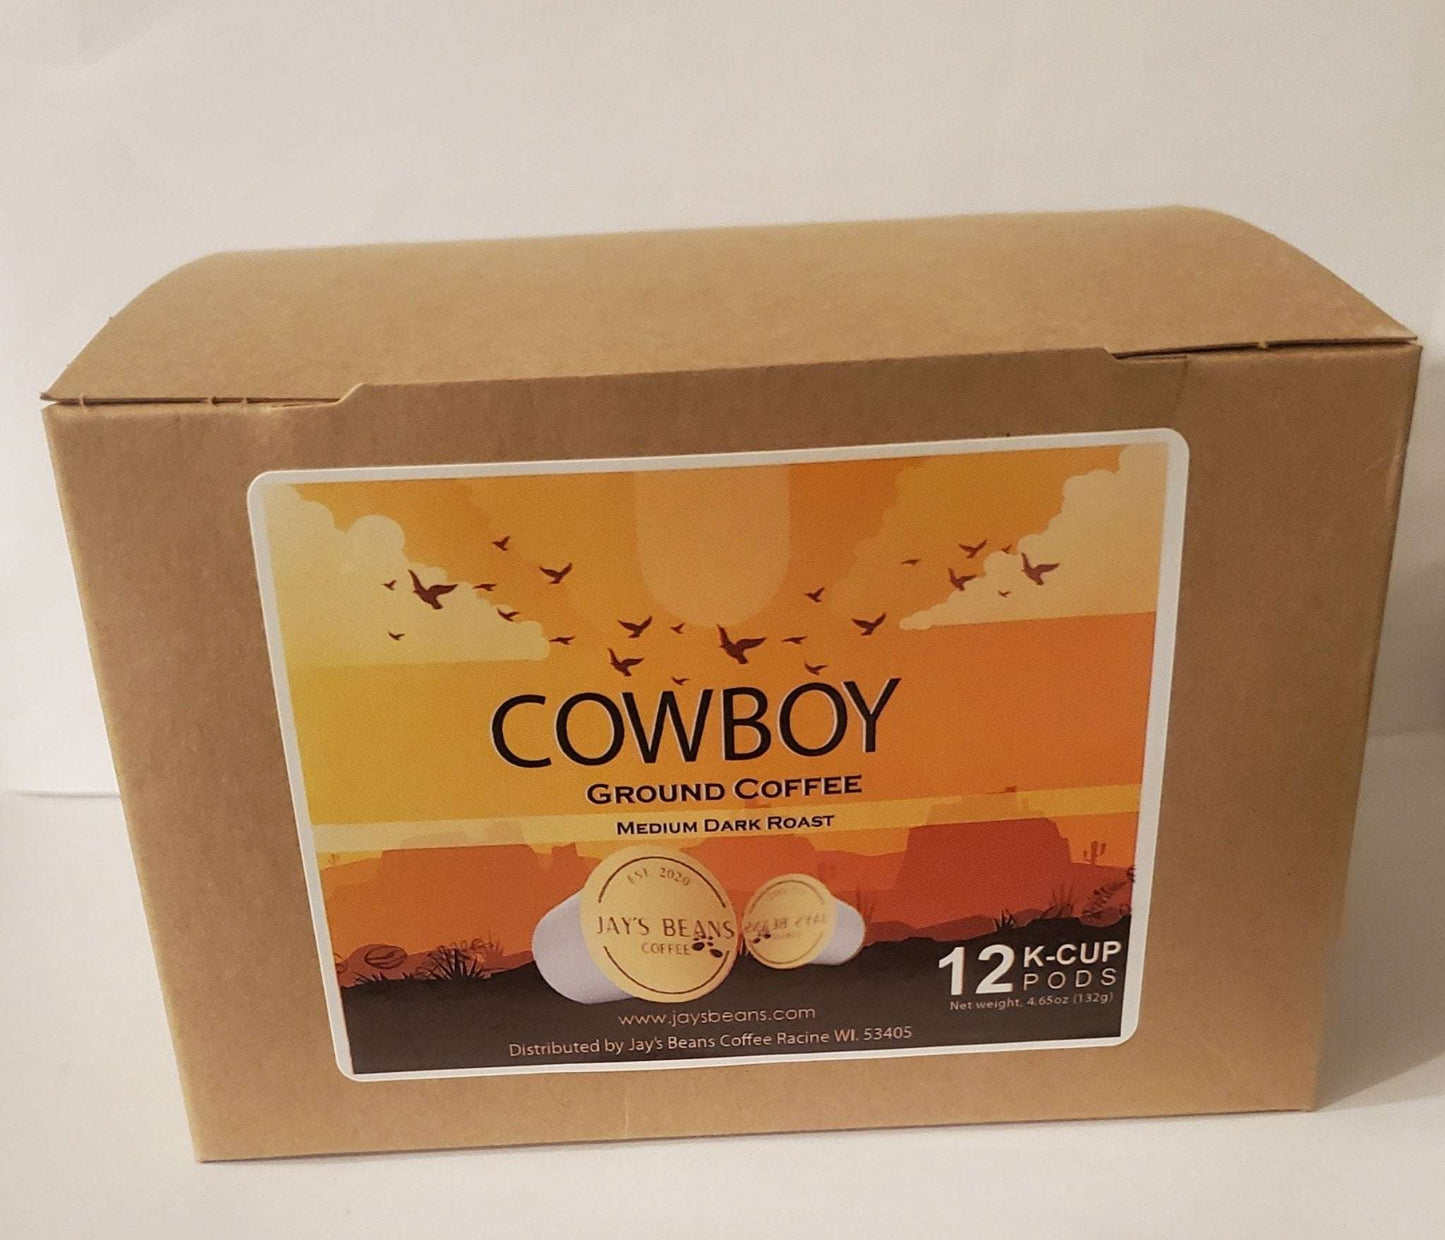 COWBOY
GROUND COFFEE
MEDIUM DARK ROAST
EST. 2020
JAY'S BEANS
COFFEE
12 K-CUP
PODS
Net weight. 4.65oz (132g)
www.jaysbeans.com
Distributed by Jay's Beans Coffee Racine WI. 53405